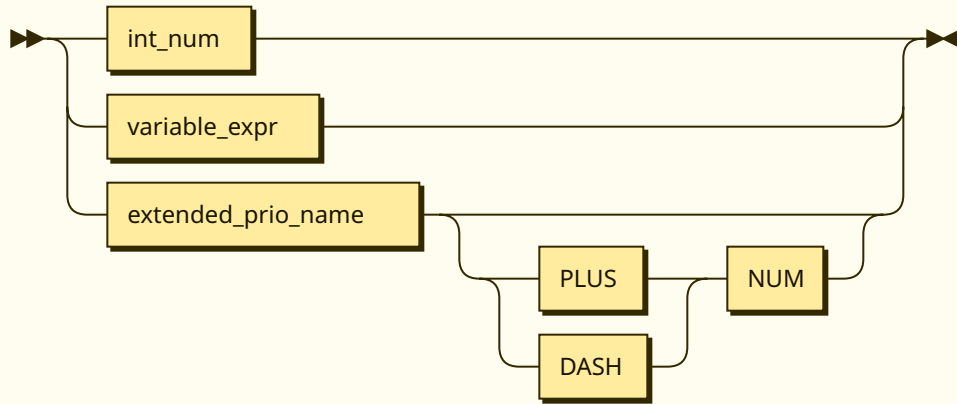 int_num
variable_expr
extended_prio_name
PLUS NUM
DASH